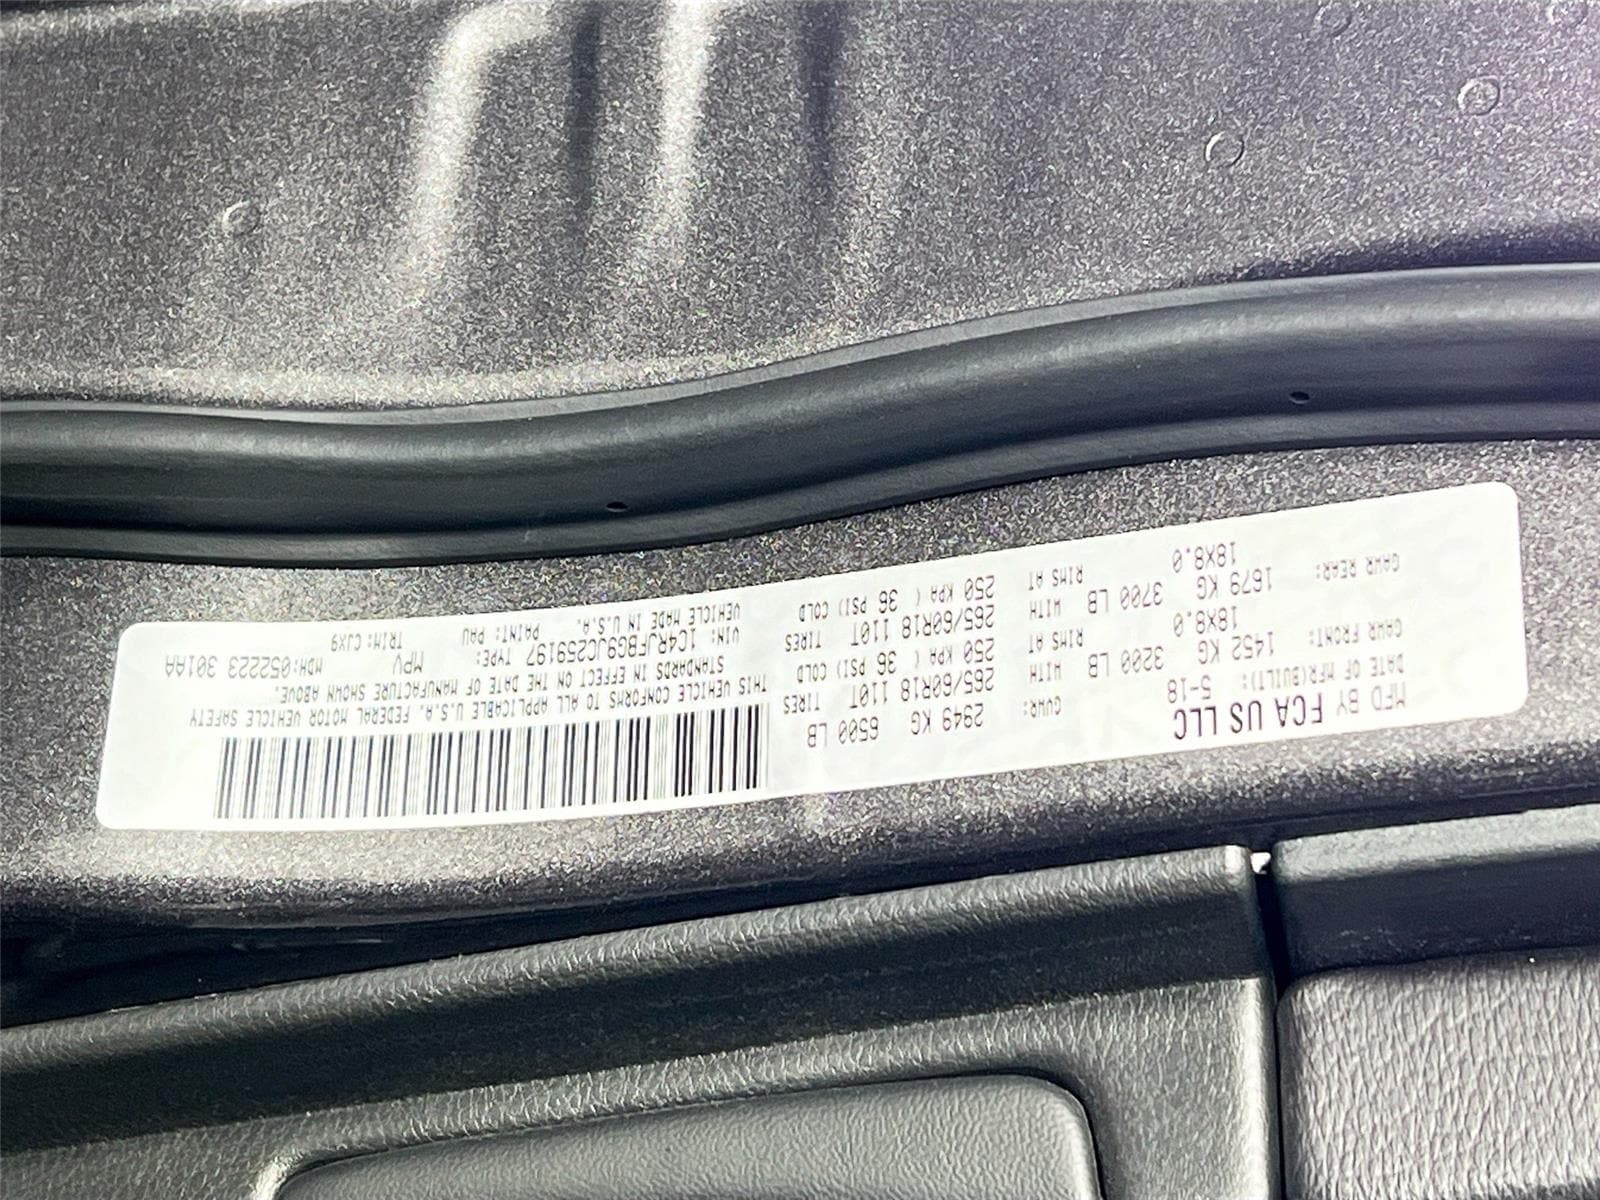 MFD BY FCA US LLC
DATE OF MFR(BUILT): 5-18
GVWR: 2949 KG 6500 LB
GAWR FRONT: 1452 KG 3200 LB WITH TIRES
18X8.0 RIMS AT 265/60R18 110T
250 KPA ( 36 PSI) COLD
GAWR REAR: 1679 KG 3700 LB WITH TIRES
18X8.0 RIMS AT 265/60R18 110T
250 KPA ( 36 PSI) COLD
THIS VEHICLE CONFORMS TO ALL APPLICABLE U.S.A. FEDERAL MOTOR VEHICLE SAFETY
STANDARDS IN EFFECT ON THE DATE OF MANUFACTURE SHOWN ABOVE.
VIN: 1C4RJFBG9JC259197 TYPE: MPV MDH:052223 301AA
VEHICLE MADE IN U.S.A. PAINT: PAU TRIM: CJX9